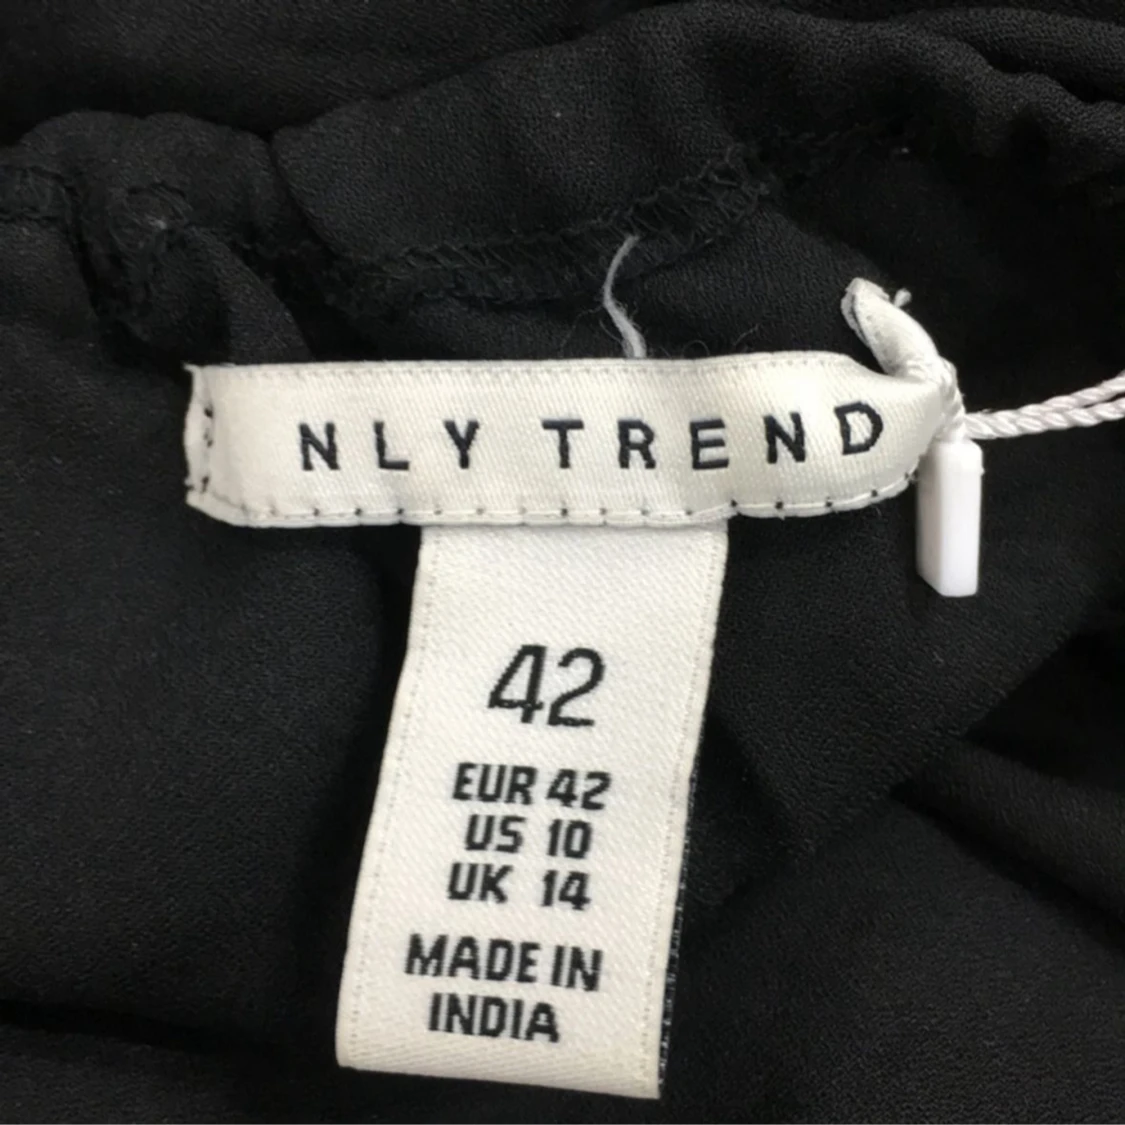 NLY TREND
42
EUR 42
US 10
UK 14
MADE IN
INDIA